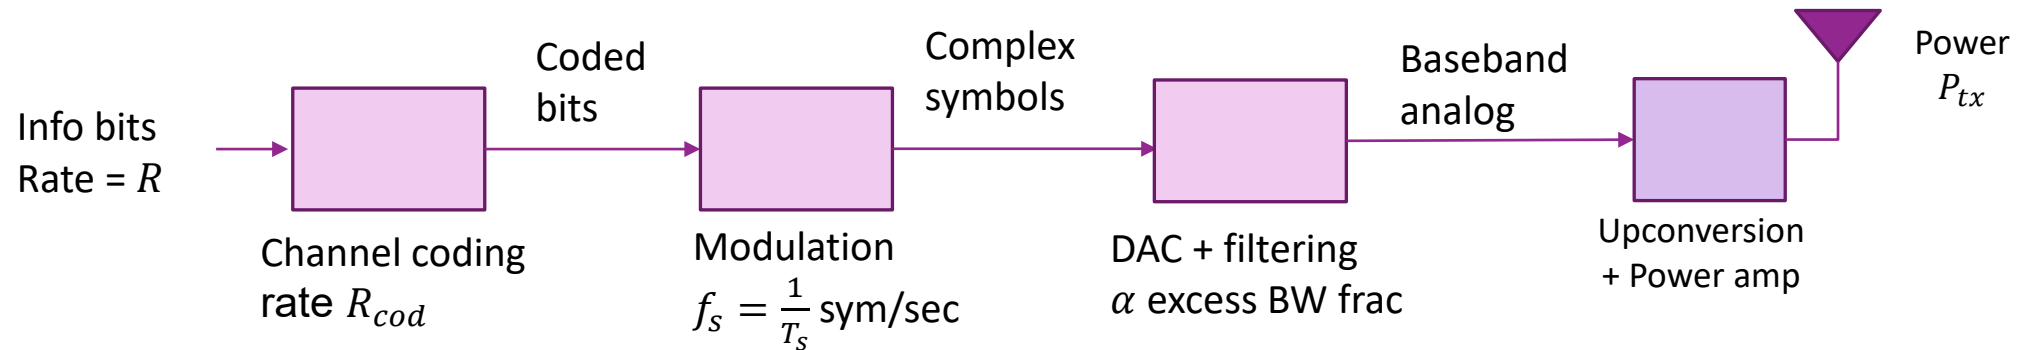 Info bits
Rate = R
Channel coding
rate R_cod
Coded
bits
Modulation
f_s = 1/T_s sym/sec
Complex
symbols
DAC + filtering
α excess BW frac
Baseband
analog
Upconversion
+ Power amp
Power
P_tx